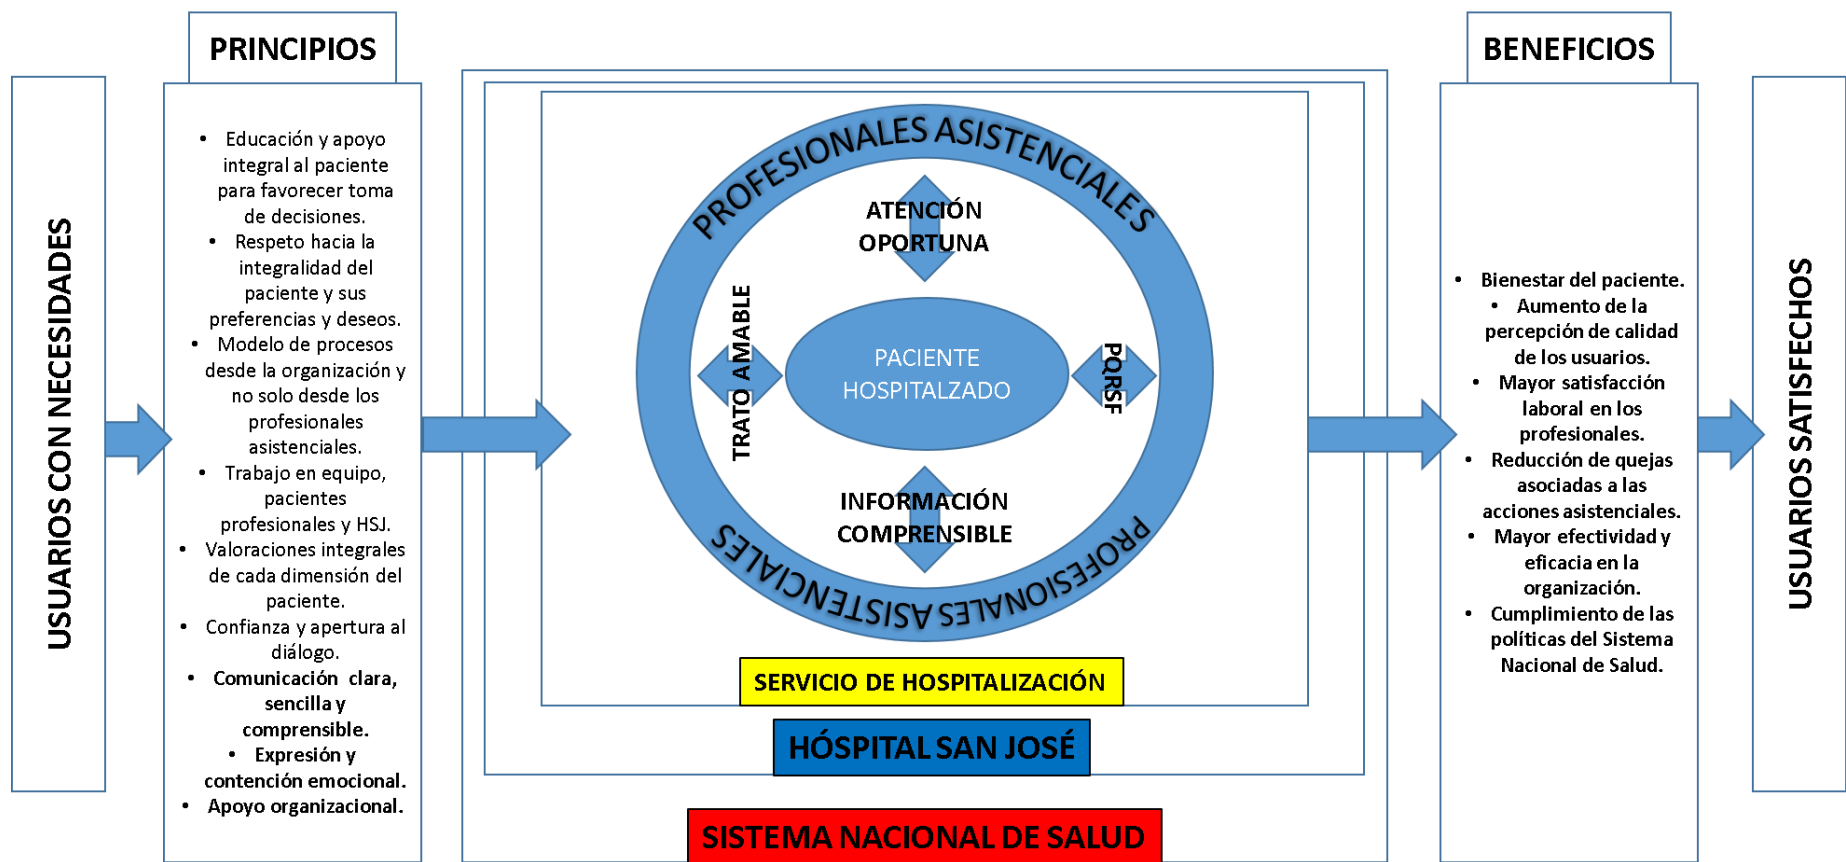 USUARIOS CON NECESIDADES
PRINCIPIOS
• Educación y apoyo
integral al paciente
para favorecer toma
de decisiones.
• Respeto hacia la
integralidad del
paciente y sus
preferencias y deseos.
• Modelo de procesos
desde la organización y
no solo desde los
profesionales
asistenciales.
• Trabajo en equipo,
pacientes
profesionales y HSJ.
• Valoraciones integrales
de cada dimensión del
paciente.
• Confianza y apertura al
diálogo.
• Comunicación clara,
sencilla y
comprensible.
• Expresión y
contención emocional.
• Apoyo organizacional.
PROFESIONALES ASISTENCIALES
ATENCIÓN
OPORTUNA
TRATO AMABLE
PACIENTE
HOSPITALZADO
PQRSF
INFORMACIÓN
COMPRENSIBLE
PROFESIONALES ASISTENCIALES
SERVICIO DE HOSPITALIZACIÓN
HÓSPITAL SAN JOSÉ
SISTEMA NACIONAL DE SALUD
BENEFICIOS
• Bienestar del paciente.
• Aumento de la
percepción de calidad
de los usuarios.
• Mayor satisfacción
laboral en los
profesionales.
• Reducción de quejas
asociadas a las
acciones asistenciales.
• Mayor efectividad y
eficacia en la
organización.
• Cumplimiento de las
políticas del Sistema
Nacional de Salud.
USUARIOS SATISFECHOS